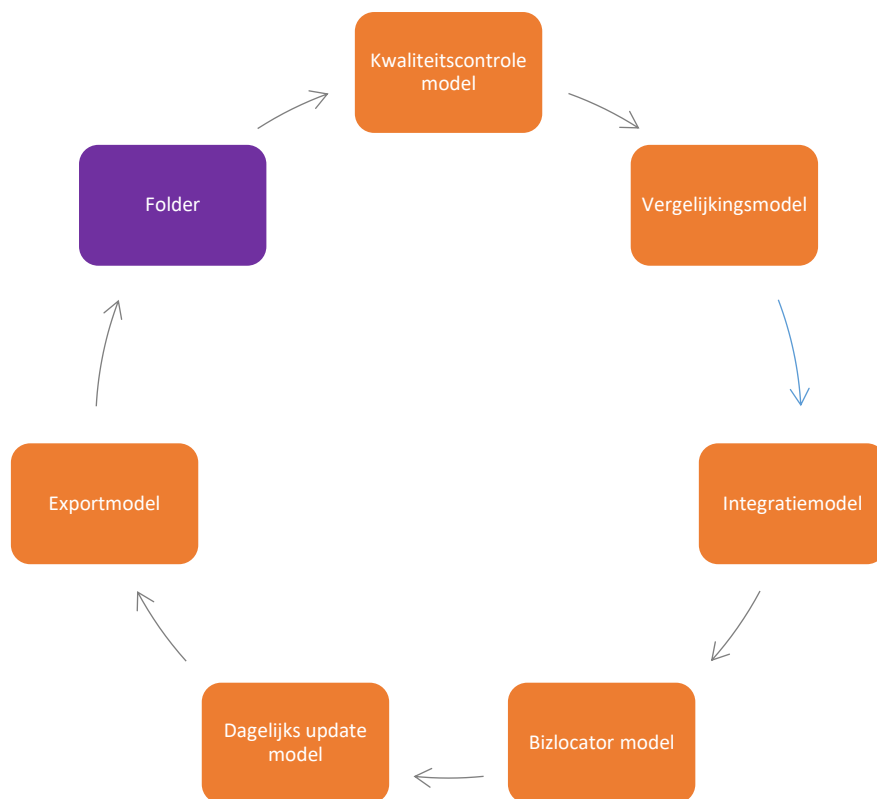 Kwaliteitscontrole
model
Vergelijkingsmodel
Integratiemodel
Bizlocator model
Dagelijks update
model
Exportmodel
Folder